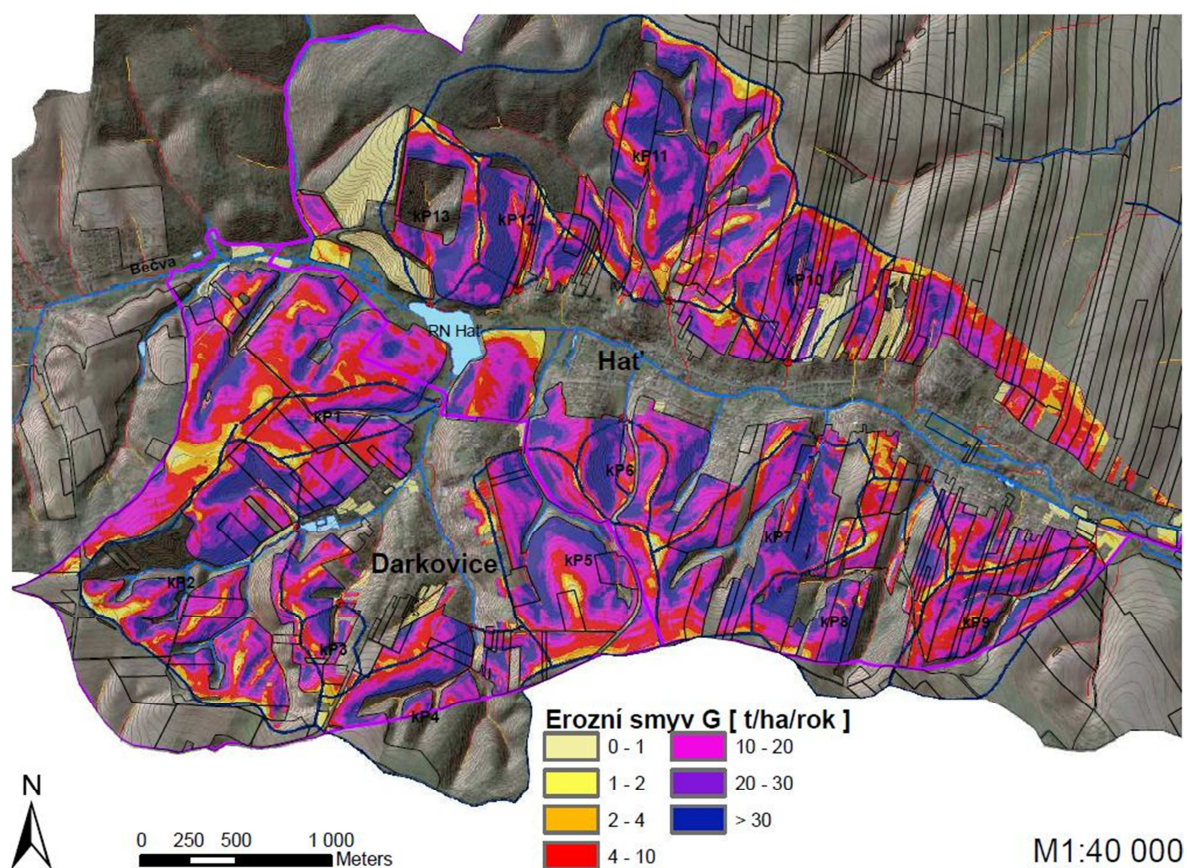 kP11
kP13
kP12
Bečva
kP10
RN Hať
Hať
kP1
kP6
kP7
Darkovice
kP5
kP2
kP8
kP9
kP3
kP4
Erozní smyv G [ t/ha/rok ]
0 - 1
10 - 20
1 - 2
20 - 30
2 - 4
> 30
4 - 10
N
0 250 500 1 000
Meters
M1:40 000